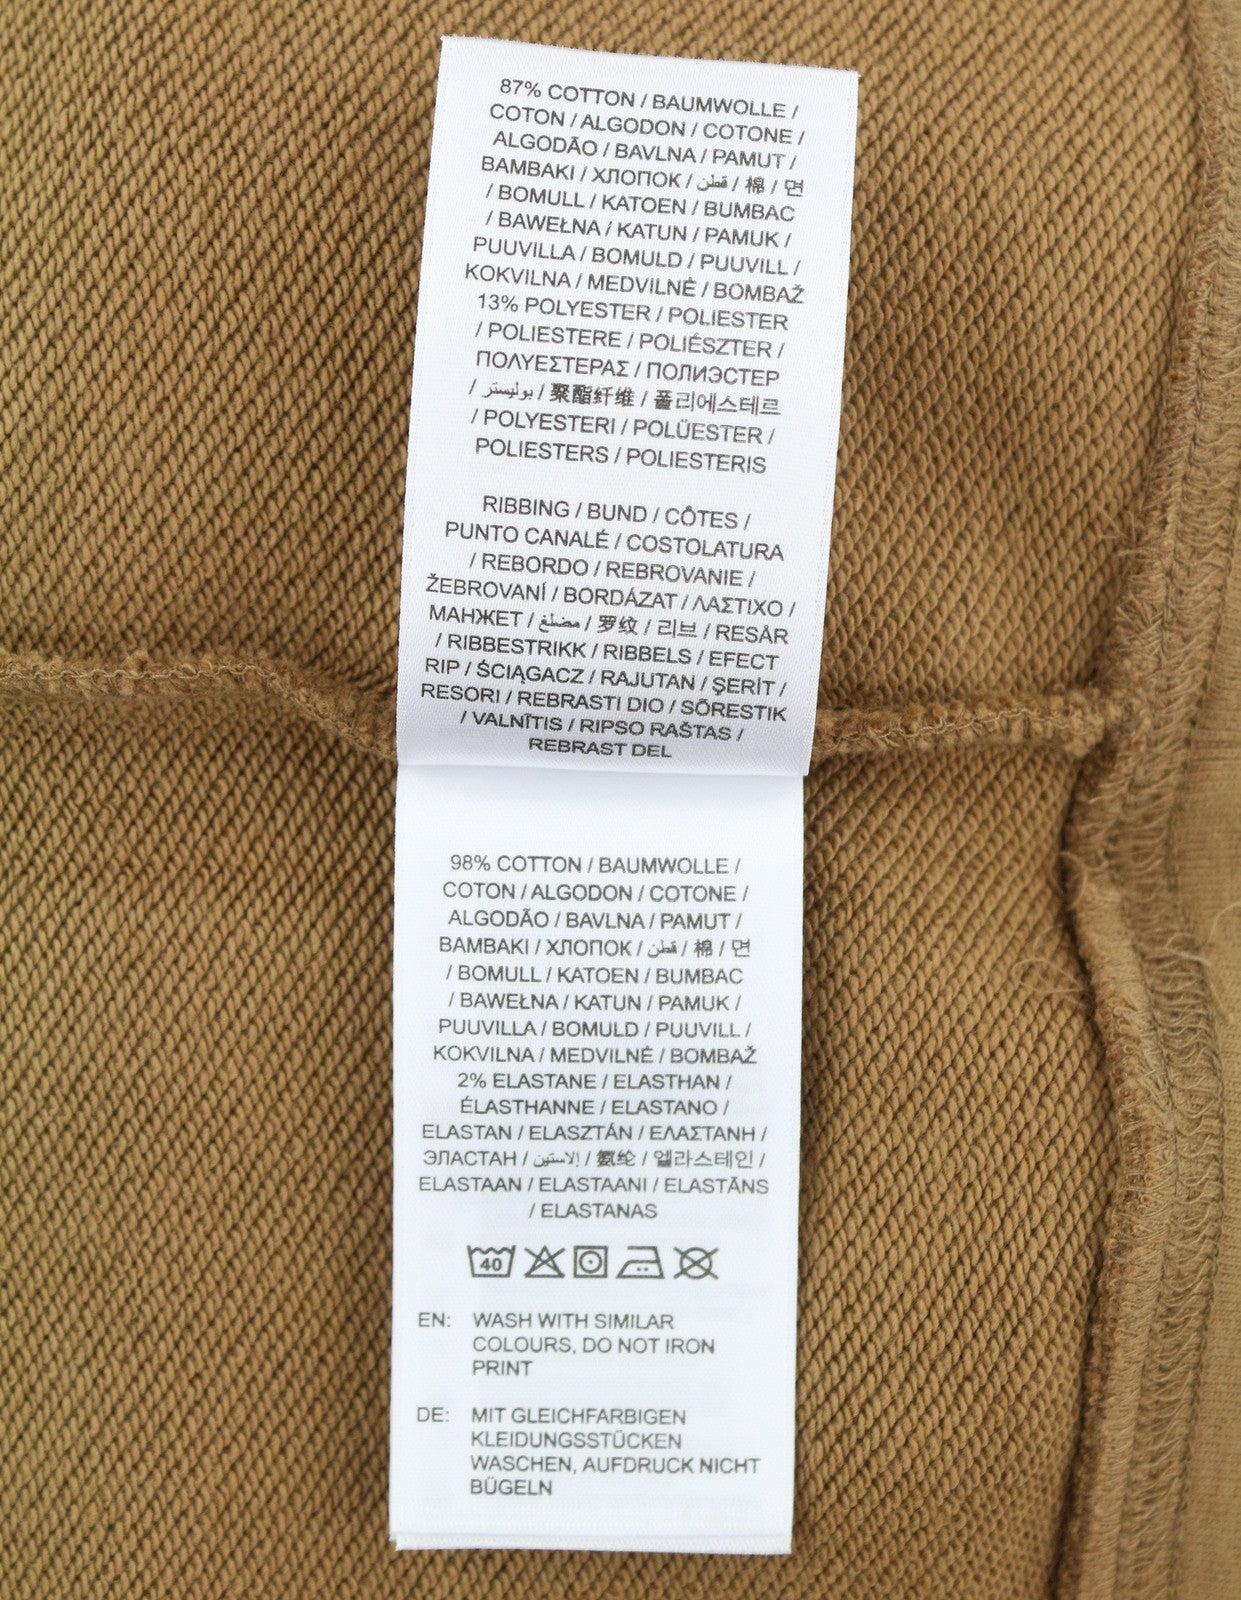 87% COTTON / BAUMWOLLE /
COTON / ALGODON / COTONE /
ALGODÃO / BAVLNA / PAMUT /
BAMBAKI / ХЛОПОК / قطن / 棉 / 면
/ BOMULL / KATOEN / BUMBAC
/ BAWEŁNA / KATUN / PAMUK /
PUUVILLA / BOMULD / PUUVILL /
KOKVILNA / MEDVILNĖ / BOMBAŽ
13% POLYESTER / POLIESTER
/ POLIESTERE / POLIÉSZTER /
ΠΟΛΥΕΣΤΕΡΑΣ / ПОЛИЭСТЕР
/ بوليستر / 聚酯纤维 / 폴리에스테르
/ POLYESTERI / POLÜESTER /
POLIESTERS / POLIESTERIS
RIBBING / BUND / CÔTES /
PUNTO CANALÉ / COSTOLATURA
/ REBORDO / REBROVANIE /
ŽEBROVANÍ / BORDÁZAT / ΛΑΣΤΙΧΟ /
МАНЖЕТ / مضلع / 罗纹 / 리브 / RESÅR
/ RIBBESTRIKK / RIBBELS / EFECT
RIP / ŚCIĄGACZ / RAJUTAN / ŞERİT /
RESORI / REBRASTI DIO / SÕRESTIK
/ VALNĪTIS / RIPSO RAŠTAS /
REBRAST DEL
98% COTTON / BAUMWOLLE /
COTON / ALGODON / COTONE /
ALGODÃO / BAVLNA / PAMUT /
BAMBAKI / ХЛОПОК / قطن / 棉 / 면
/ BOMULL / KATOEN / BUMBAC
/ BAWEŁNA / KATUN / PAMUK /
PUUVILLA / BOMULD / PUUVILL /
KOKVILNA / MEDVILNĖ / BOMBAŽ
2% ELASTANE / ELASTHAN /
ÉLASTHANNE / ELASTANO /
ELASTAN / ELASZTÁN / ΕΛΑΣΤΑΝΗ /
ЭЛАСТАН / الاستين / 氨纶 / 엘라스테인 /
ELASTAAN / ELASTAANI / ELASTĀNS
/ ELASTANAS
40
EN: WASH WITH SIMILAR
COLOURS, DO NOT IRON
PRINT
DE: MIT GLEICHFARBIGEN
KLEIDUNGSSTÜCKEN
WASCHEN, AUFDRUCK NICHT
BÜGELN